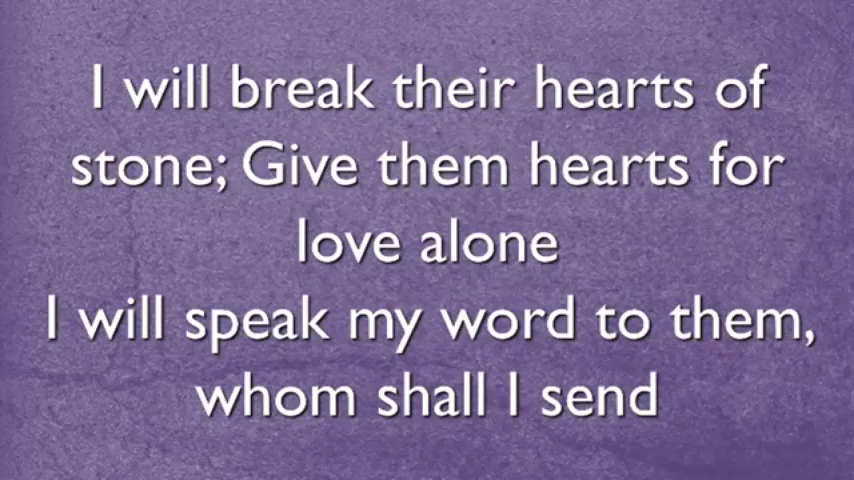 I will break their hearts of
stone; Give them hearts for
love alone
I will speak my word to them,
whom shall I send